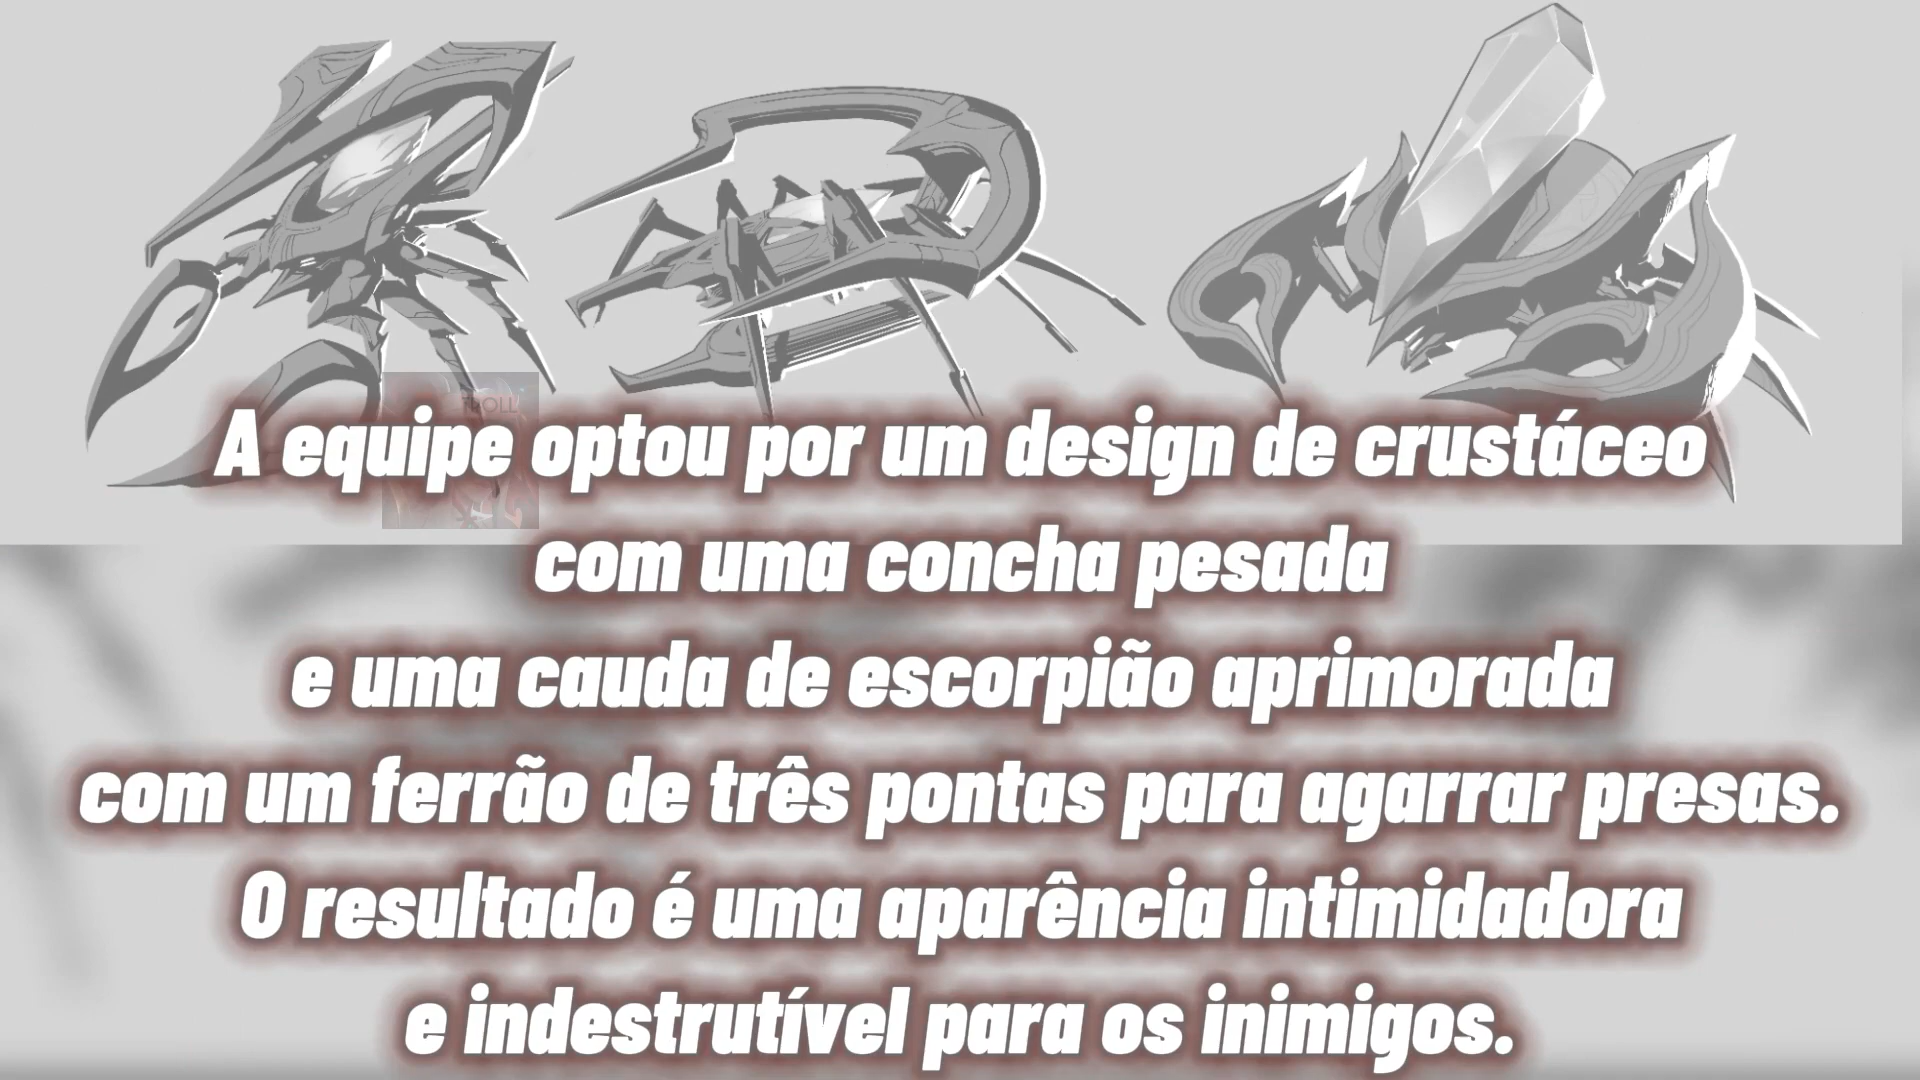 TROLL
A equipe optou por um design de crustáceo
com uma concha pesada
e uma cauda de escorpião aprimorada
com um ferrão de três pontas para agarrar presas.
O resultado é uma aparência intimidadora
e indestrutível para os inimigos.